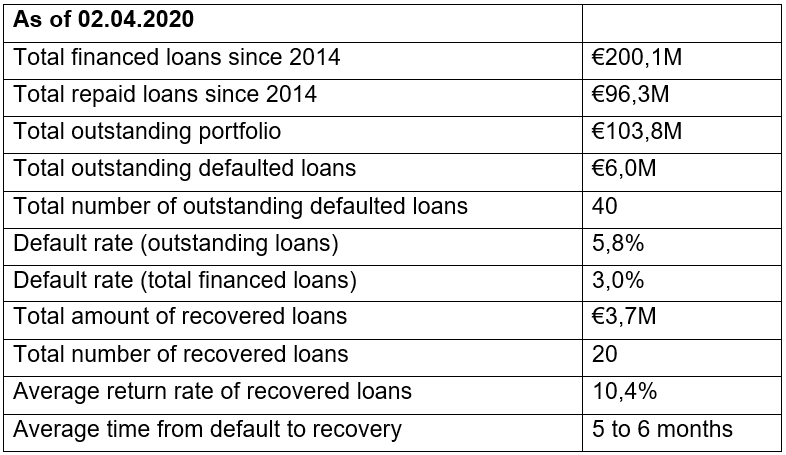 As of 02.04.2020
Total financed loans since 2014 €200,1M
Total repaid loans since 2014 €96,3M
Total outstanding portfolio €103,8M
Total outstanding defaulted loans €6,0M
Total number of outstanding defaulted loans 40
Default rate (outstanding loans) 5,8%
Default rate (total financed loans) 3,0%
Total amount of recovered loans €3,7M
Total number of recovered loans 20
Average return rate of recovered loans 10,4%
Average time from default to recovery 5 to 6 months